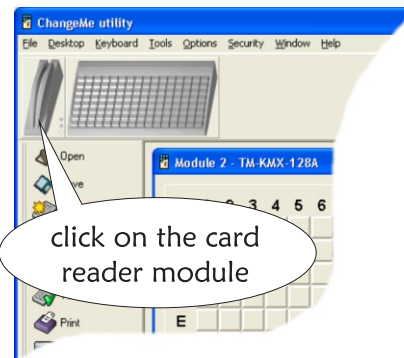 ChangeMe utility
File Desktop Keyboard Tools Options Security Window Help
Open
Module 2 - TM-KMX-128A
3 4 5 6
click on the card
reader module
Print
E